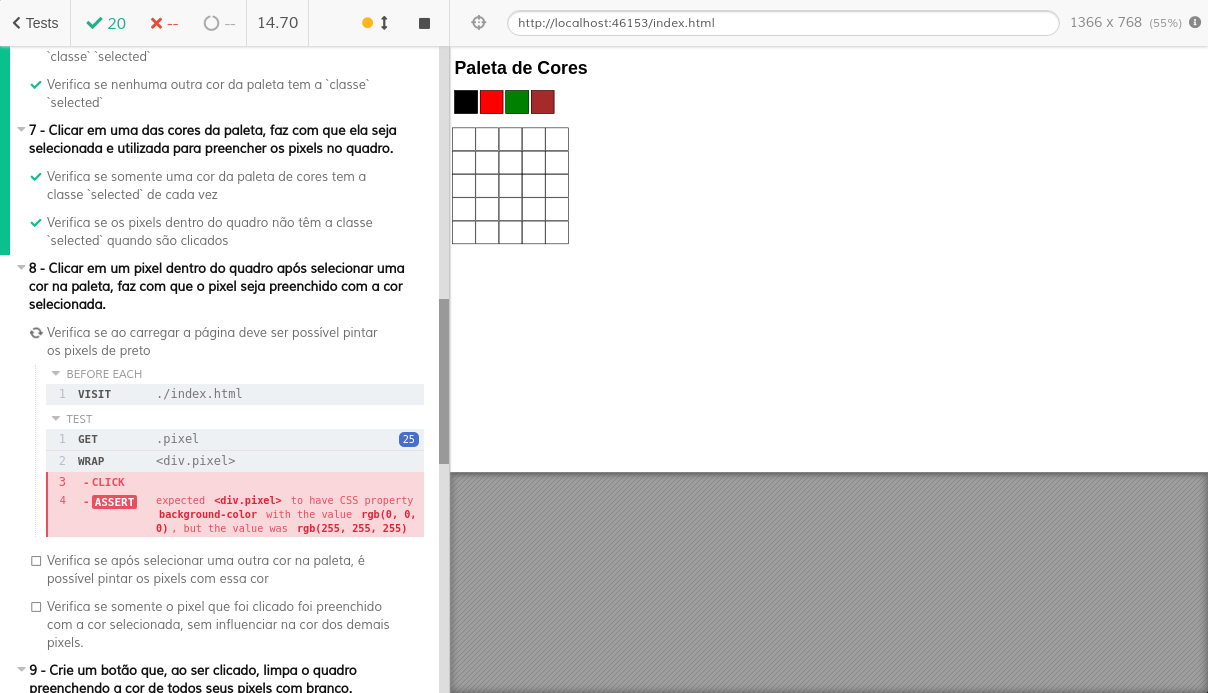 Tests
20
--
--
14.70
http://localhost:46153/index.html
1366 x 768 (55%)
`classe` `selected`
Verifica se nenhuma outra cor da paleta tem a `classe`
`selected`
7 - Clicar em uma das cores da paleta, faz com que ela seja
selecionada e utilizada para preencher os pixels no quadro.
Verifica se somente uma cor da paleta de cores tem a
classe `selected` de cada vez
Verifica se os pixels dentro do quadro não têm a classe
`selected` quando são clicados
8 - Clicar em um pixel dentro do quadro após selecionar uma
cor na paleta, faz com que o pixel seja preenchido com a cor
selecionada.
Verifica se ao carregar a página deve ser possível pintar
os pixels de preto
BEFORE EACH
1 VISIT ./index.html
TEST
1 GET .pixel 25
2 WRAP <div.pixel>
3 -CLICK
4 -ASSERT expected <div.pixel> to have CSS property
background-color with the value rgb(0, 0,
0), but the value was rgb(255, 255, 255)
Verifica se após selecionar uma outra cor na paleta, é
possível pintar os pixels com essa cor
Verifica se somente o pixel que foi clicado foi preenchido
com a cor selecionada, sem influenciar na cor dos demais
pixels.
9 - Crie um botão que, ao ser clicado, limpa o quadro
preenchendo a cor de todos seus pixels com branco.
Paleta de Cores